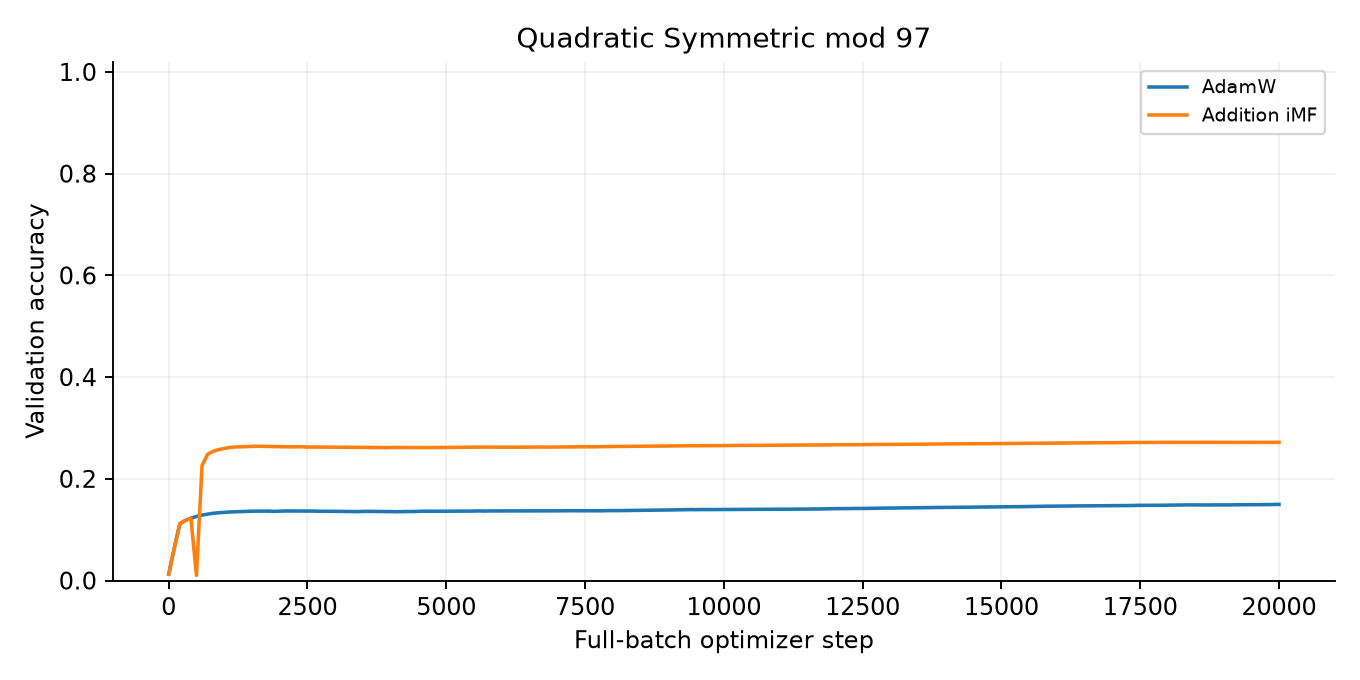 Quadratic Symmetric mod 97
AdamW
Addition iMF
Validation accuracy
1.0
0.8
0.6
0.4
0.2
0.0
0 2500 5000 7500 10000 12500 15000 17500 20000
Full-batch optimizer step